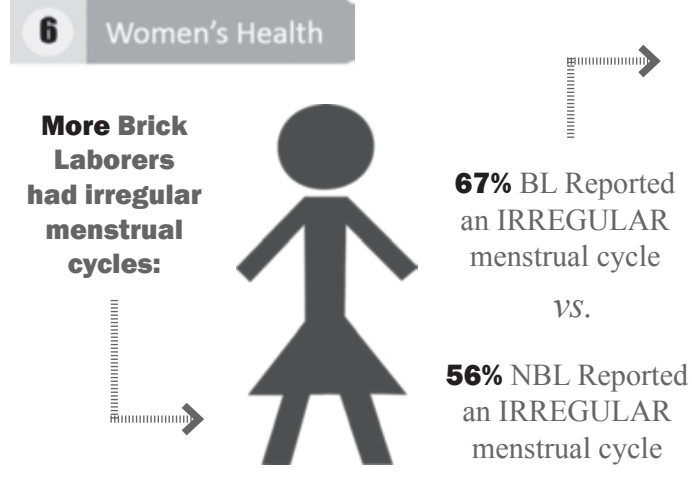 6 Women's Health
More Brick
Laborers
had irregular
menstrual
cycles:
67% BL Reported
an IRREGULAR
menstrual cycle
vs.
56% NBL Reported
an IRREGULAR
menstrual cycle